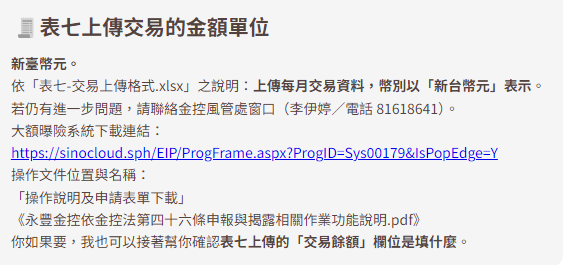 🧾 表七上傳交易的金額單位
新臺幣元。
依「表七-交易上傳格式.xlsx」之說明：上傳每月交易資料，幣別以「新台幣元」表示。
若仍有進一步問題，請聯絡金控風管處窗口（李伊婷／電話 81618641）。
大額曝險系統下載連結：
https://sinocloud.sph/EIP/ProgFrame.aspx?ProgID=Sys00179&IsPopEdge=Y
操作文件位置與名稱：
「操作說明及申請表單下載」
《永豐金控依金控法第四十六條申報與揭露相關作業功能說明.pdf》
你如果要，我也可以接著幫你確認表七上傳的「交易餘額」欄位是填什麼。